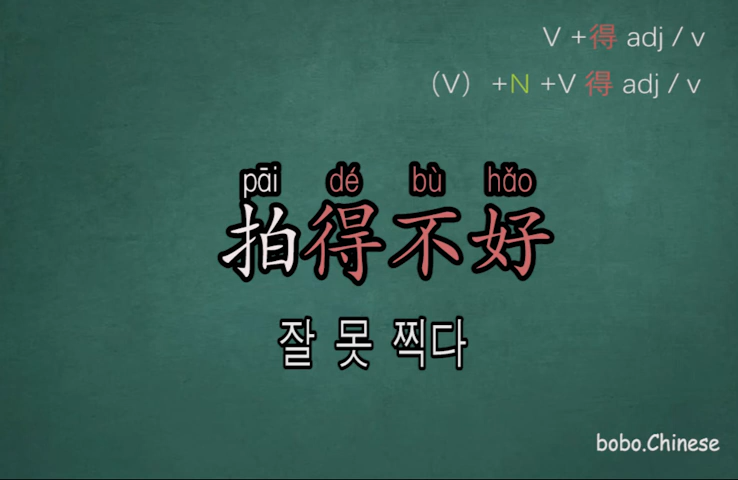 V +得 adj / v
(V) +N +V 得 adj / v
pāi dé bù hǎo
拍得不好
잘 못 찍다
bobo.Chinese